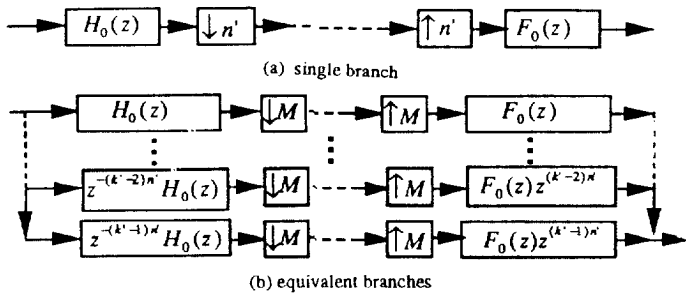 H₀(z) ↓n' ↑n' F₀(z)
(a) single branch
H₀(z) ↓M ↑M F₀(z)
z^{-(k'-2)n'} H₀(z) ↓M ↑M F₀(z)z^{(k'-2)n'}
z^{-(k'-1)n'} H₀(z) ↓M ↑M F₀(z)z^{(k'-1)n'}
(b) equivalent branches